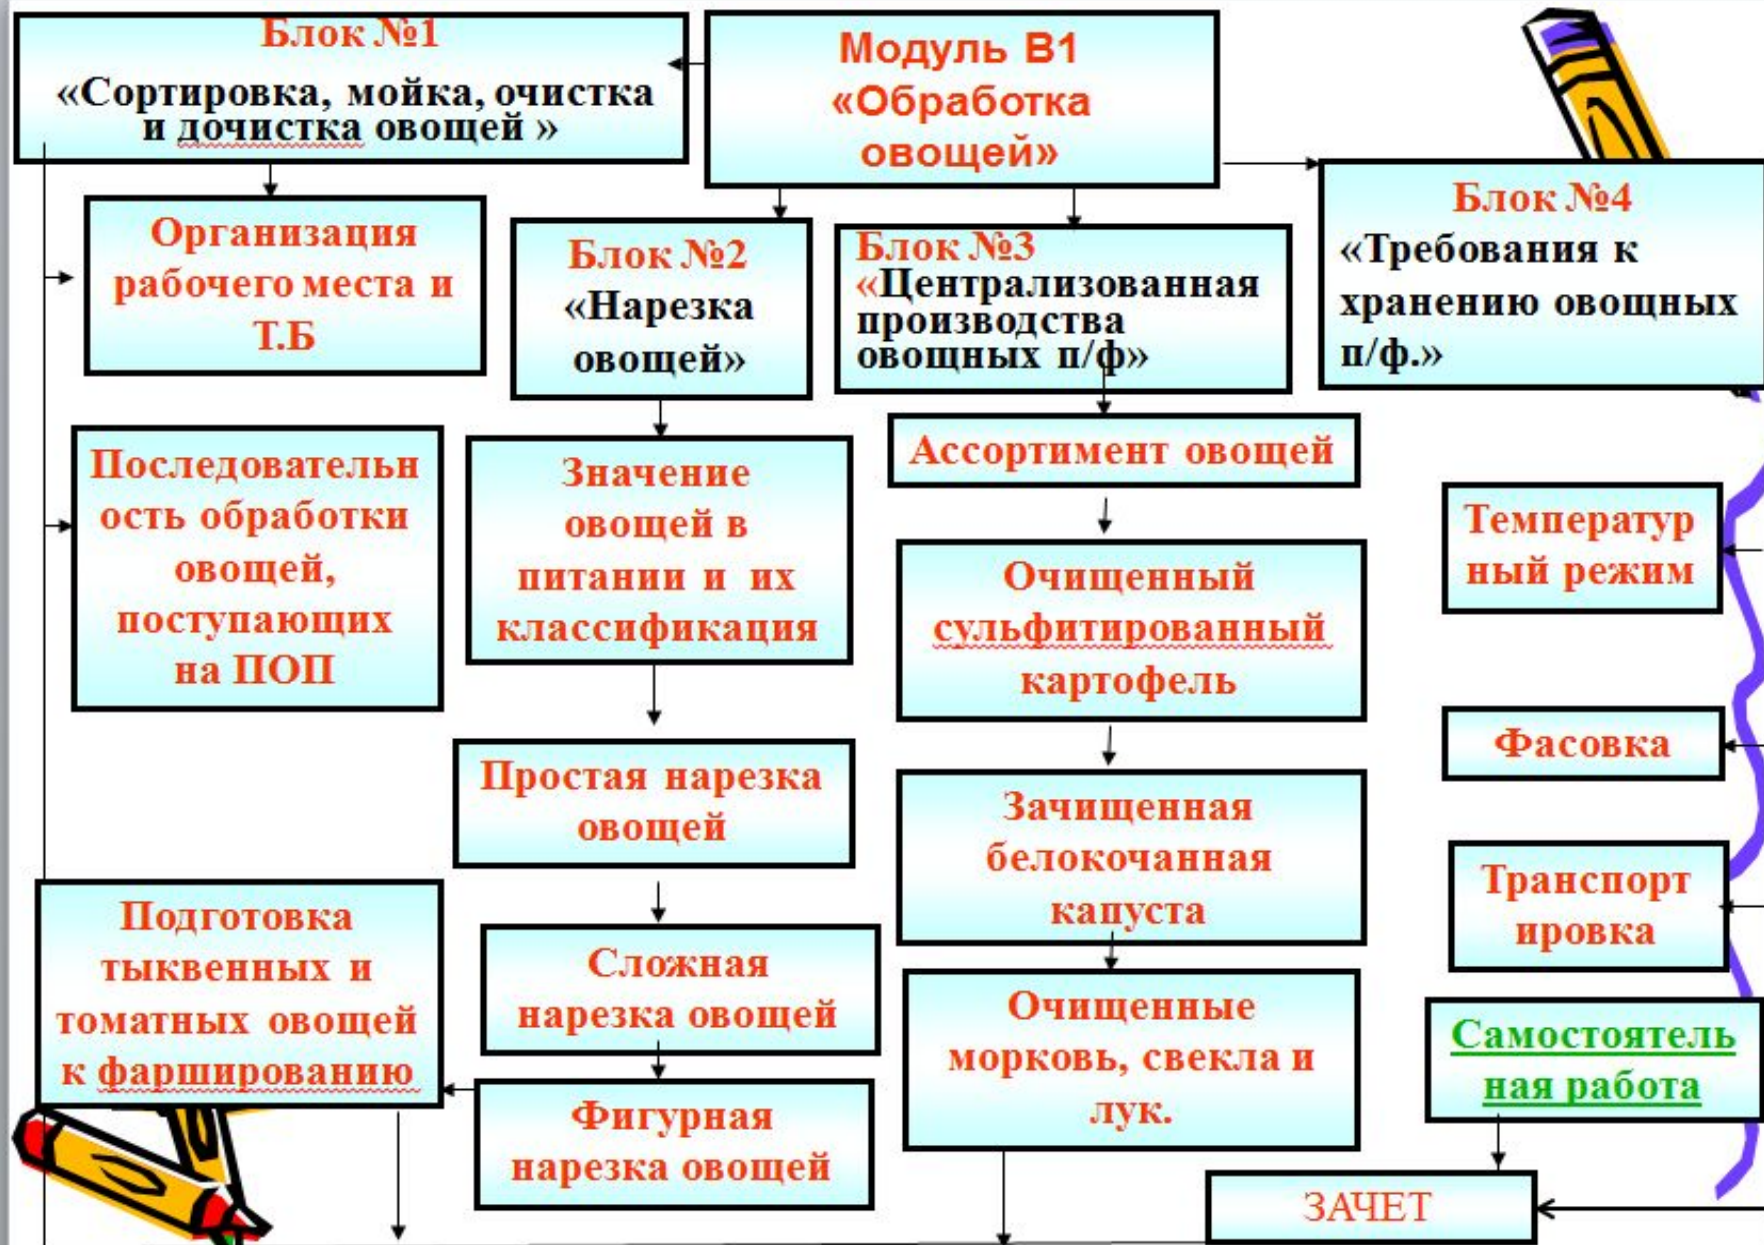 Блок №1
«Сортировка, мойка, очистка
и дочистка овощей »
Модуль В1
«Обработка
овощей»
Организация
рабочего места и
Т.Б
Блок №2
«Нарезка
овощей»
Блок №3
«Централизованная
производства
овощных п/ф»
Блок №4
«Требования к
хранению овощных
п/ф.»
Последовательн
ость обработки
овощей,
поступающих
на ПОП
Значение
овощей в
питании и их
классификация
Ассортимент овощей
Очищенный
сульфитированный
картофель
Температур
ный режим
Простая нарезка
овощей
Зачищенная
белокочанная
капуста
Фасовка
Подготовка
тыквенных и
томатных овощей
к фаршированию
Сложная
нарезка овощей
Фигурная
нарезка овощей
Очищенные
морковь, свекла и
лук.
Транспорт
ировка
Самостоятель
ная работа
ЗАЧЕТ